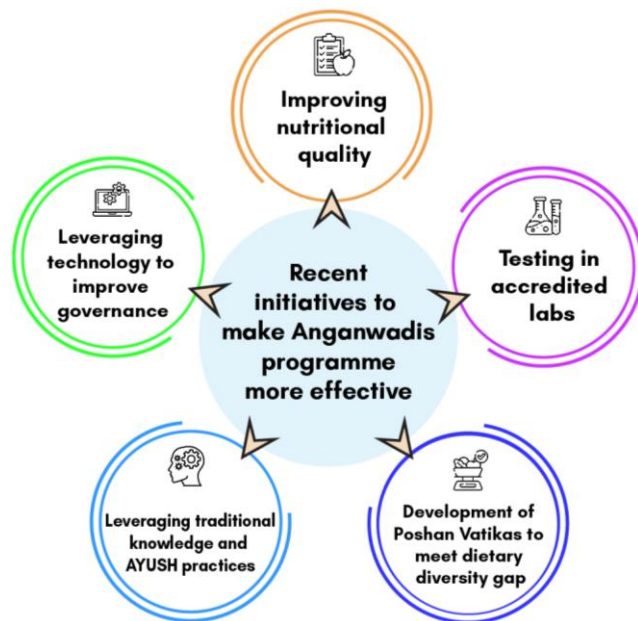 Improving
nutritional
quality
Leveraging
technology to
improve
governance
Testing in
accredited
labs
Recent
initiatives to
make Anganwadis
programme
more effective
Leveraging traditional
knowledge and
AYUSH practices
Development of
Poshan Vatikas to
meet dietary
diversity gap